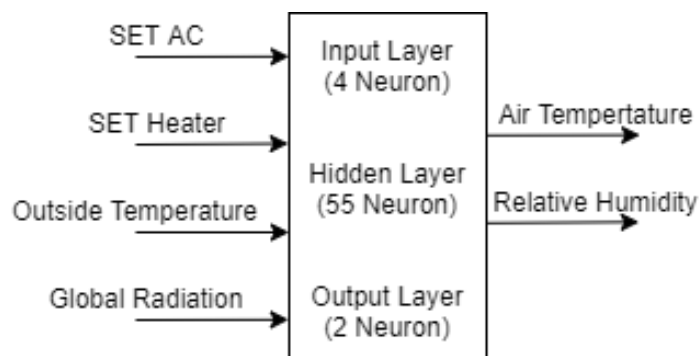 SET AC
SET Heater
Outside Temperature
Global Radiation
Input Layer
(4 Neuron)
Hidden Layer
(55 Neuron)
Output Layer
(2 Neuron)
Air Tempertature
Relative Humidity